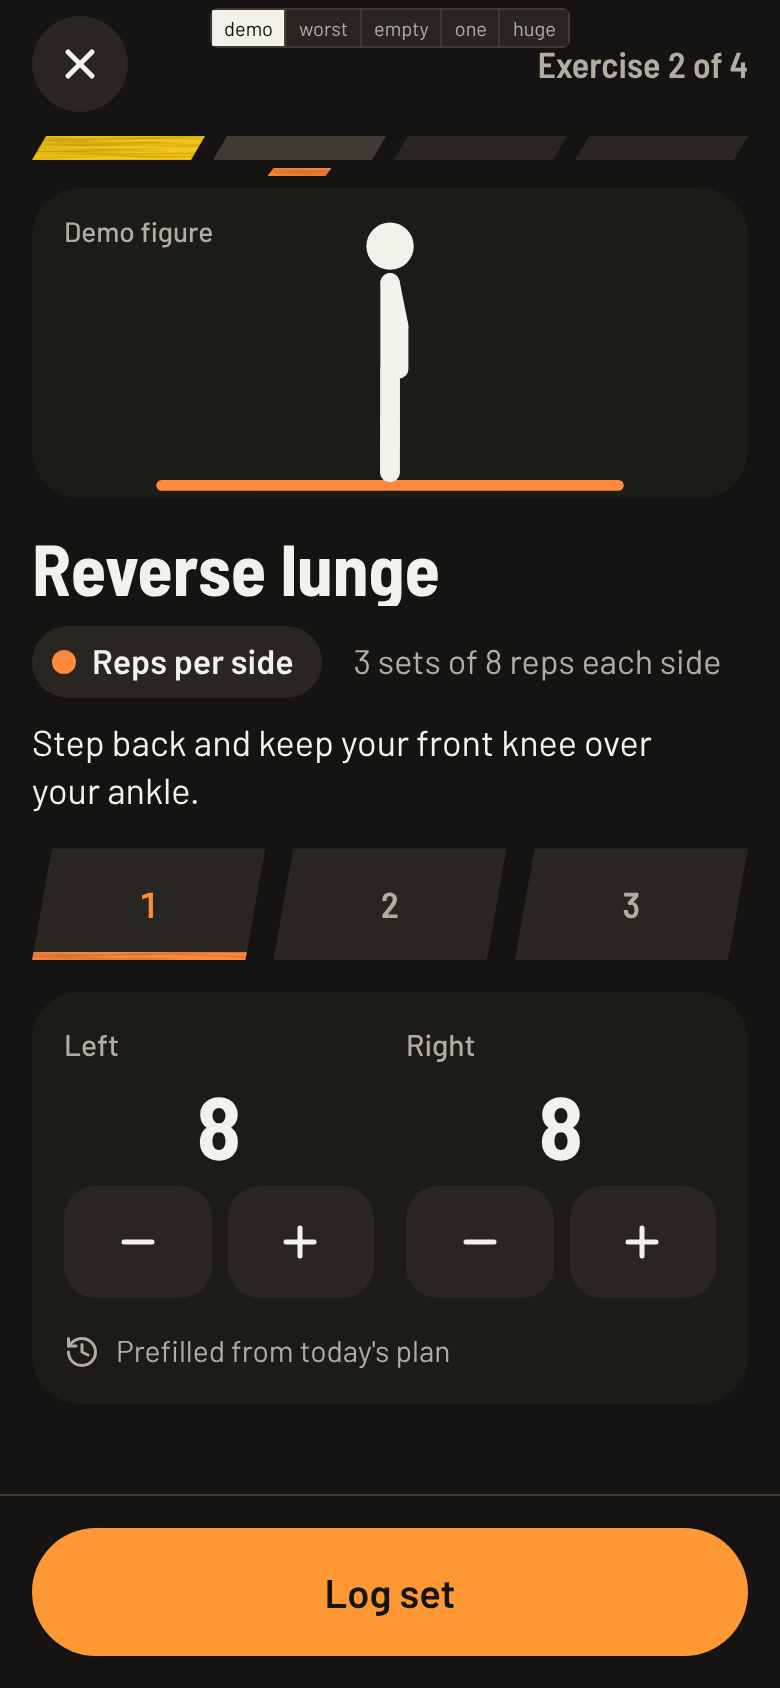 demo worst empty one huge
Exercise 2 of 4
Demo figure
Reverse lunge
Reps per side 3 sets of 8 reps each side
Step back and keep your front knee over
your ankle.
1 2 3
Left Right
8 8
Prefilled from today's plan
Log set